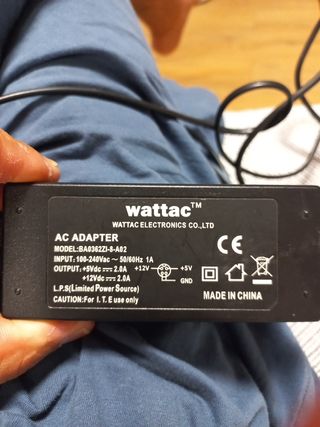 wattac™
WATTAC ELECTRONICS CO.,LTD
AC ADAPTER
MODEL:BA0362ZI-8-A02
INPUT: 100-240Vac ~ 50/60Hz 1A
OUTPUT:+5Vdc ⎓ 2.0A +12V +5V
+12Vdc ⎓ 2.0A GND
L.P.S(Limited Power Source)
CAUTION:For I.T.E use only
CE
MADE IN CHINA